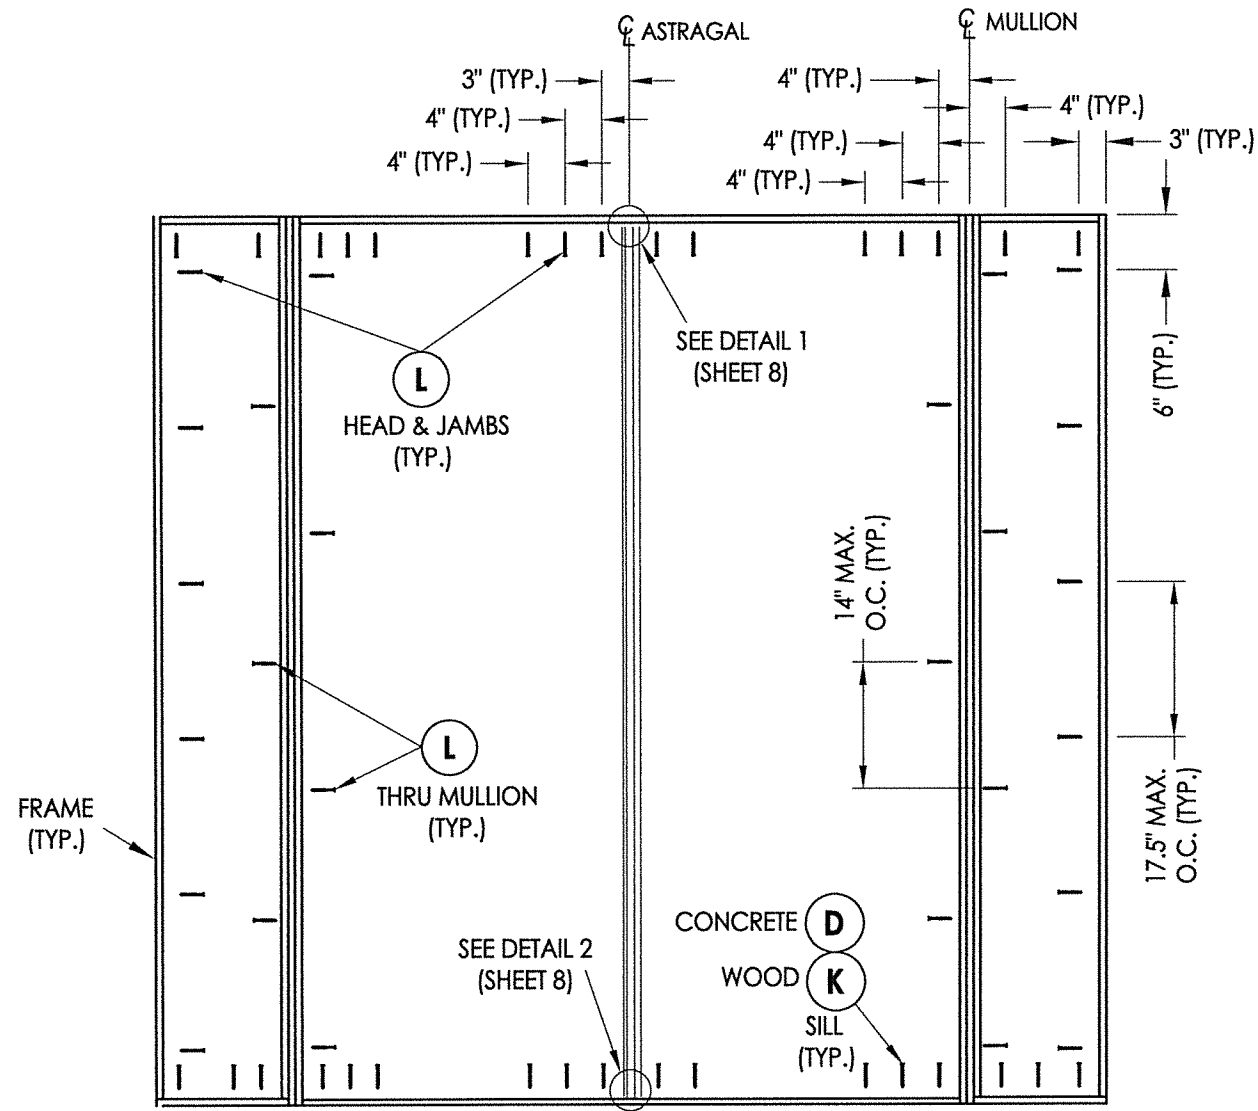 ℄ ASTRAGAL
℄ MULLION
3" (TYP.)
4" (TYP.)
4" (TYP.)
4" (TYP.)
4" (TYP.)
4" (TYP.)
4" (TYP.)
3" (TYP.)
SEE DETAIL 1
(SHEET 8)
L
HEAD & JAMBS
(TYP.)
6" (TYP.)
14" MAX.
O.C. (TYP.)
L
THRU MULLION
(TYP.)
FRAME
(TYP.)
17.5" MAX.
O.C. (TYP.)
SEE DETAIL 2
(SHEET 8)
CONCRETE D
WOOD K
SILL
(TYP.)